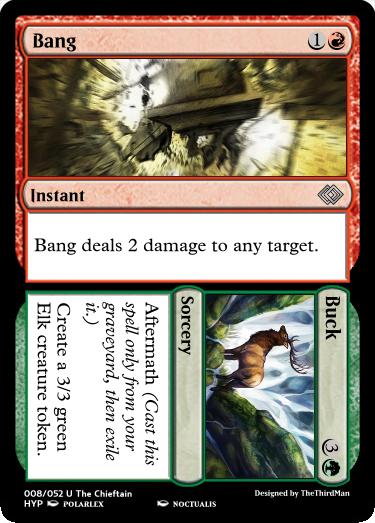 Bang 1
Instant
Bang deals 2 damage to any target.
Buck 3
Sorcery
Aftermath (Cast this
spell only from your
graveyard, then exile
it.)
Create a 3/3 green
Elk creature token.
008/052 U The Chieftain
HYP POLARLEX
NOCTUALIS
Designed by TheThirdMan